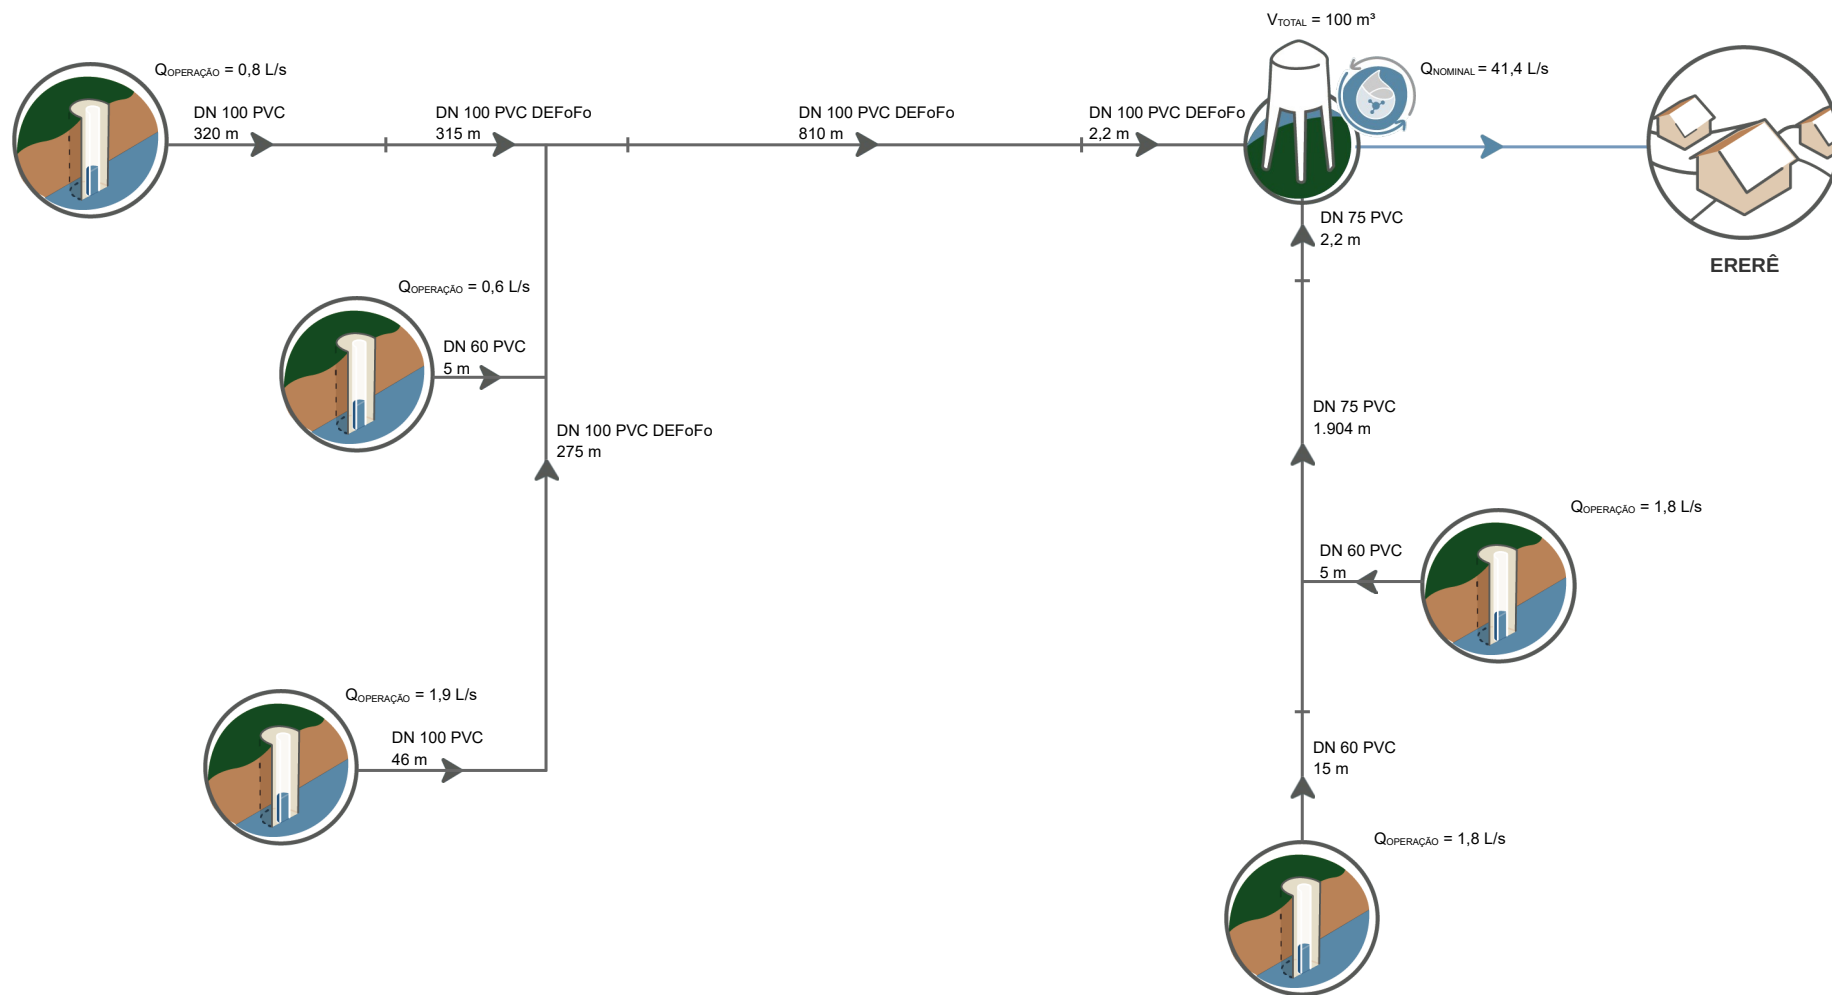 VTOTAL = 100 m³
QOPERAÇÃO = 0,8 L/s
QNOMINAL = 41,4 L/s
DN 100 PVC
320 m
DN 100 PVC DEFoFo
315 m
DN 100 PVC DEFoFo
810 m
DN 100 PVC DEFoFo
2,2 m
DN 75 PVC
2,2 m
ERERÊ
QOPERAÇÃO = 0,6 L/s
DN 60 PVC
5 m
DN 100 PVC DEFoFo
275 m
DN 75 PVC
1.904 m
QOPERAÇÃO = 1,8 L/s
DN 60 PVC
5 m
QOPERAÇÃO = 1,9 L/s
DN 100 PVC
46 m
DN 60 PVC
15 m
QOPERAÇÃO = 1,8 L/s